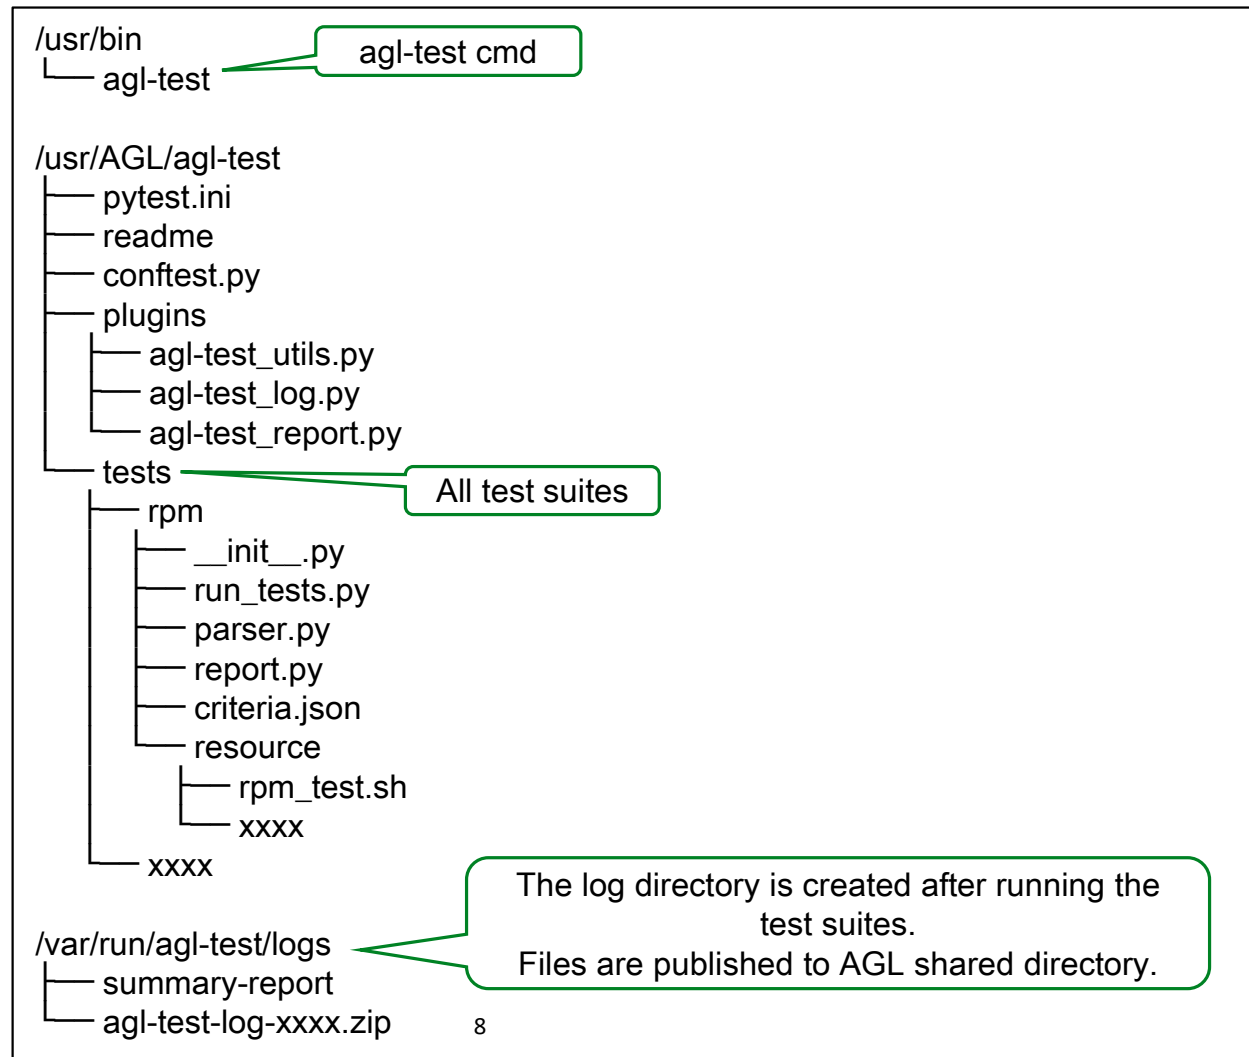 /usr/bin
agl-test
agl-test cmd
/usr/AGL/agl-test
pytest.ini
readme
conftest.py
plugins
agl-test_utils.py
agl-test_log.py
agl-test_report.py
tests
All test suites
rpm
__init__.py
run_tests.py
parser.py
report.py
criteria.json
resource
rpm_test.sh
xxxx
xxxx
The log directory is created after running the
test suites.
Files are published to AGL shared directory.
/var/run/agl-test/logs
summary-report
agl-test-log-xxxx.zip
8